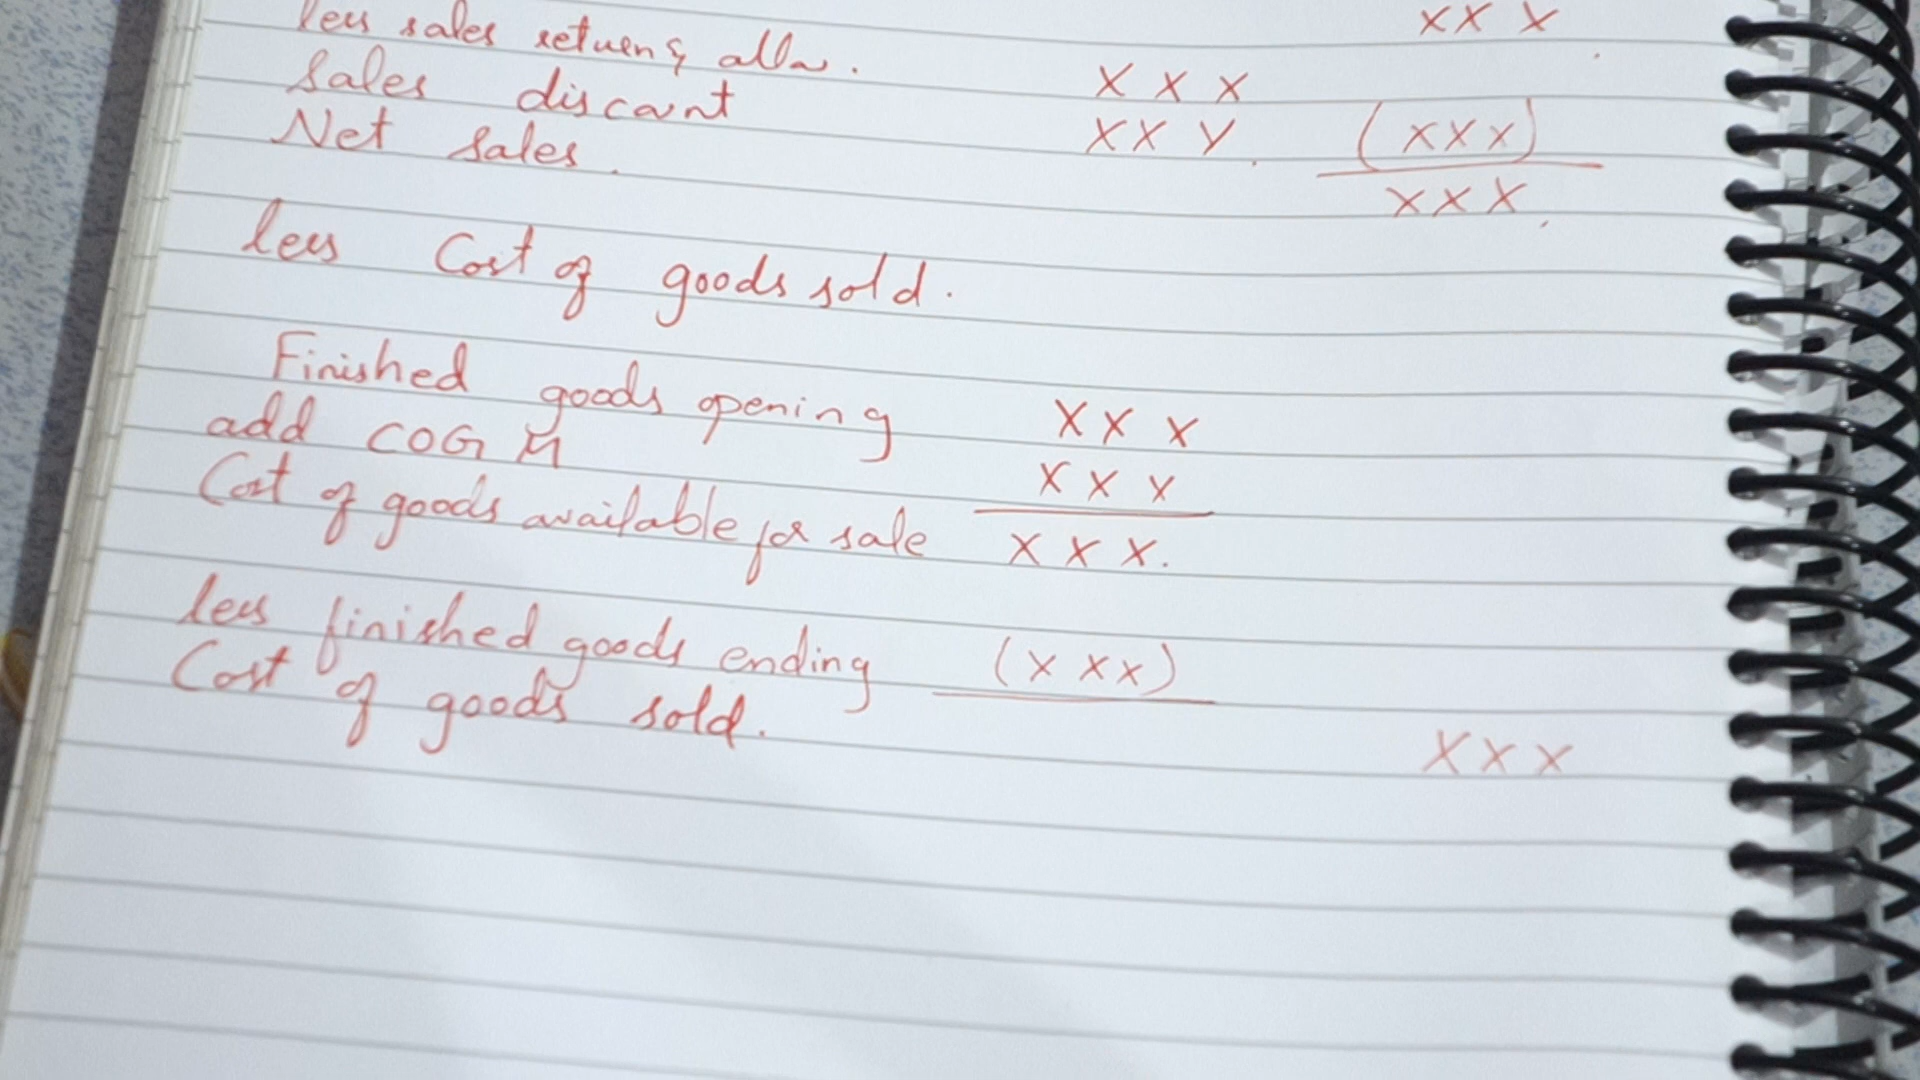 less sales return & allw. XXX
sales discount XXX
Net sales. XXY. (XXX)
XXX.
less Cost of goods sold.
Finished goods opening XXX
add COGM XXX
Cost of goods available for sale XXX.
less finished goods ending (XXX)
Cost of goods sold. XXX